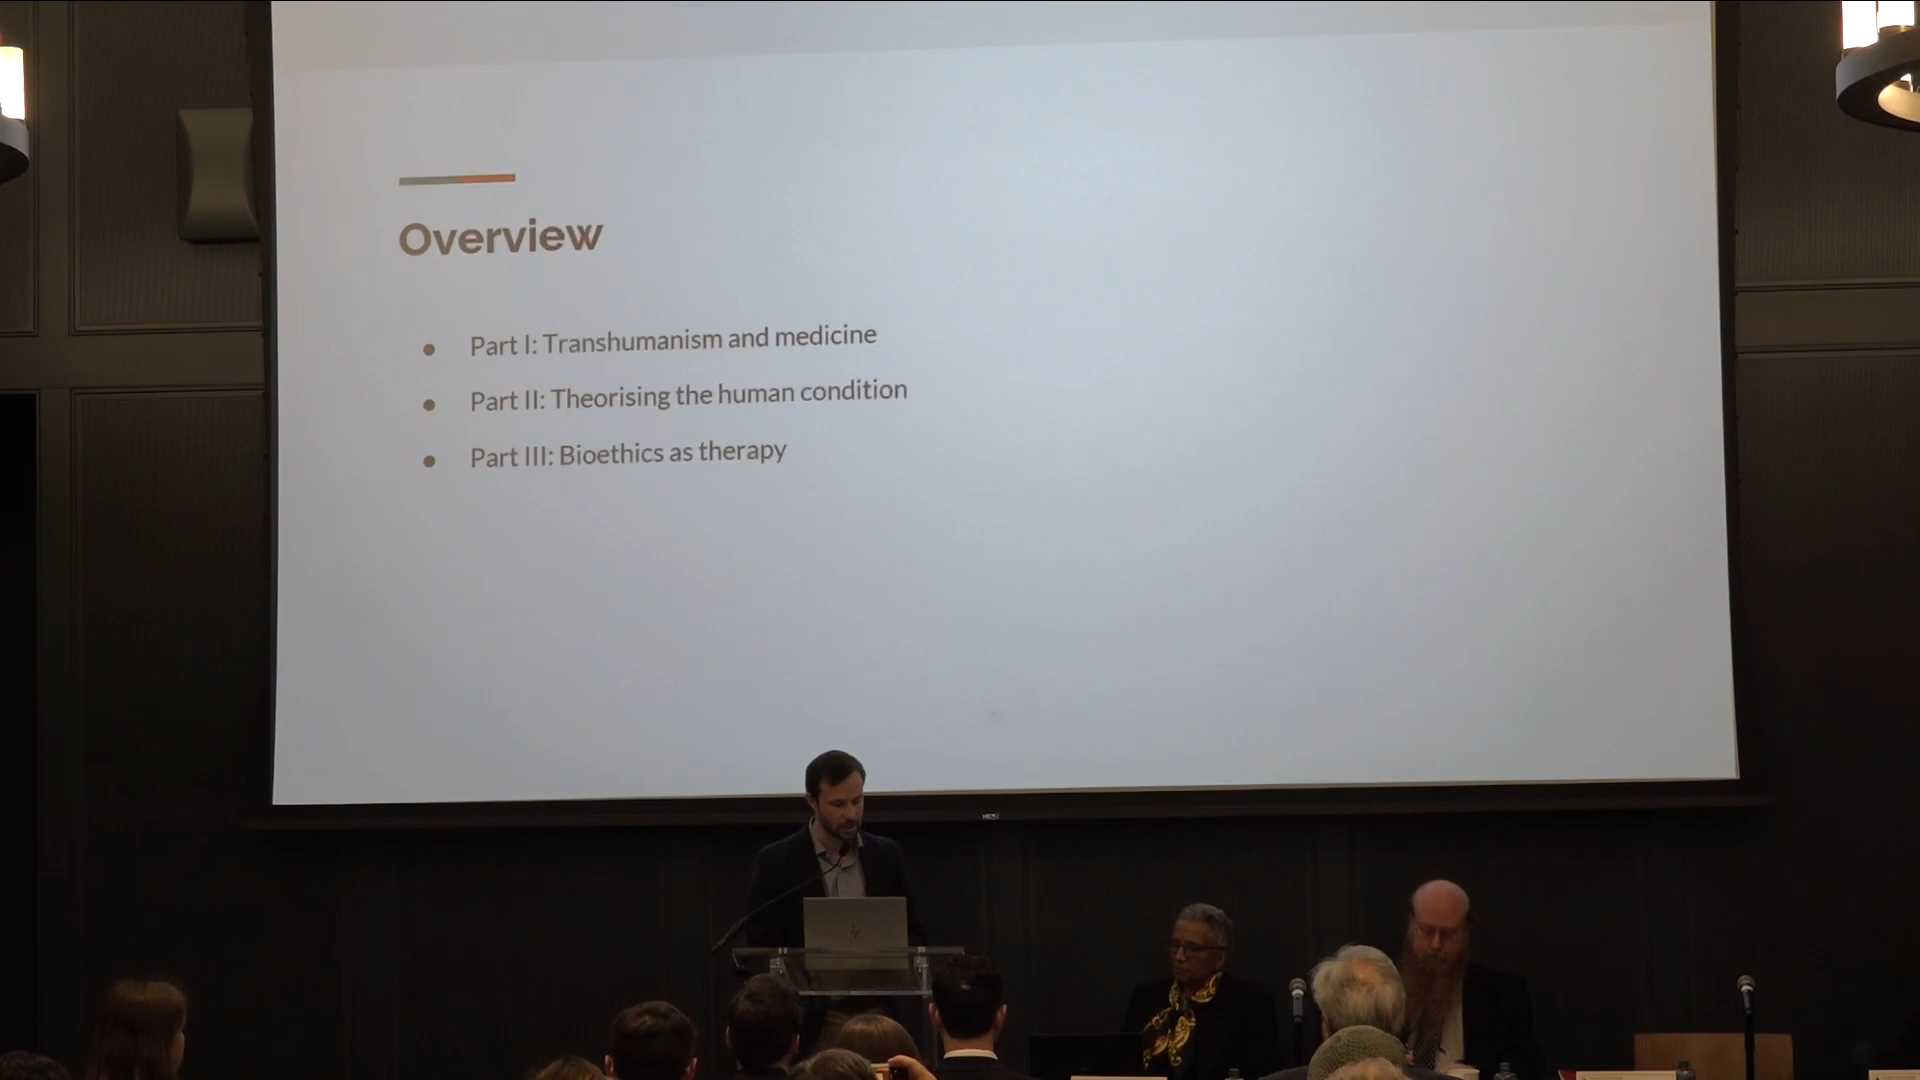 Overview
Part I: Transhumanism and medicine
Part II: Theorising the human condition
Part III: Bioethics as therapy